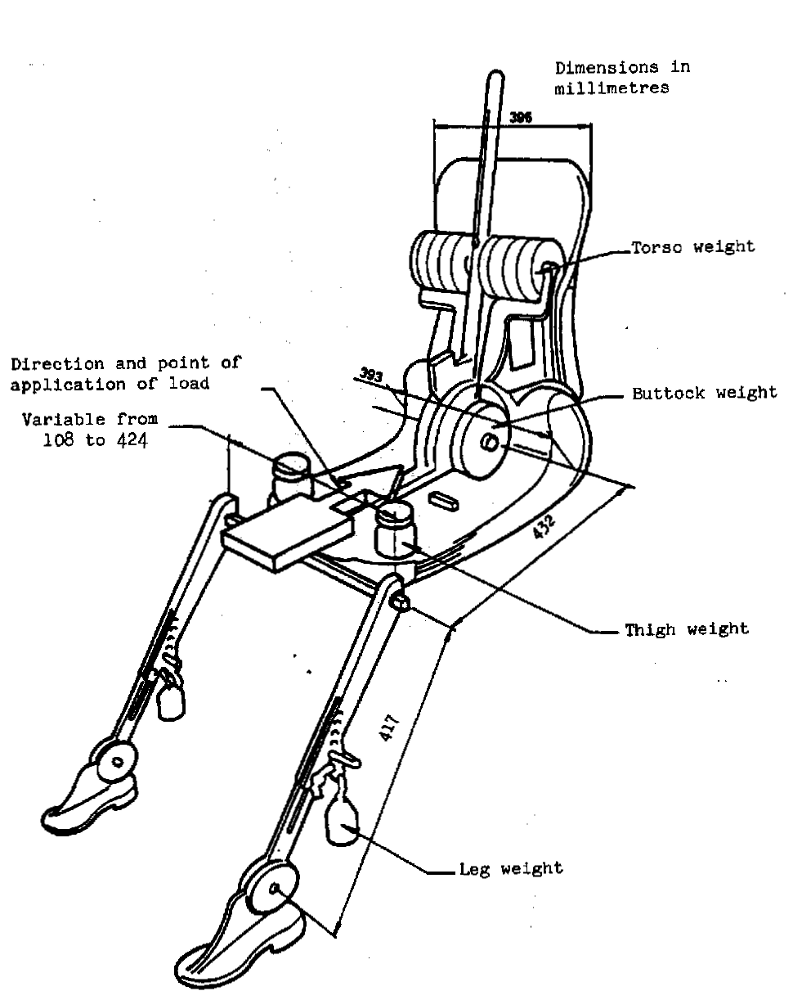 Dimensions in
millimetres
396
Torso weight
Direction and point of
application of load
393
Buttock weight
Variable from
108 to 424
432
Thigh weight
417
Leg weight